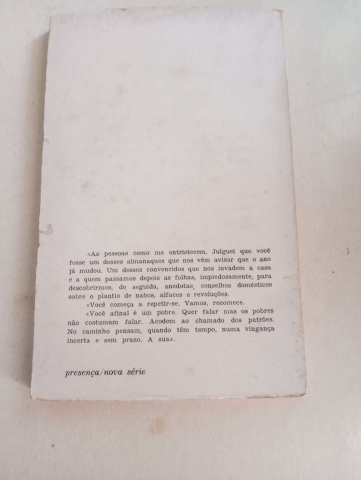 «As pessoas como me entristecem. Julguei que você
fosse um desses almanaques que nos vêm avisar que o ano
já mudou. Um desses convencidos que nos invadem a casa
e a quem passamos depois as folhas, impiedosamente, para
descobrirmos, de seguida, anedotas, conselhos domésticos
sobre o plantio de nabos, alfaces e revoluções.
«Você começa a repetir-se. Vamos, recomece.
«Você afinal é um pobre. Quer falar mas os pobres
não costumam falar. Acodem ao chamado dos patrões.
No caminho pensam, quando têm tempo, numa vingança
incerta e sem prazo. A sua».
presença/nova série